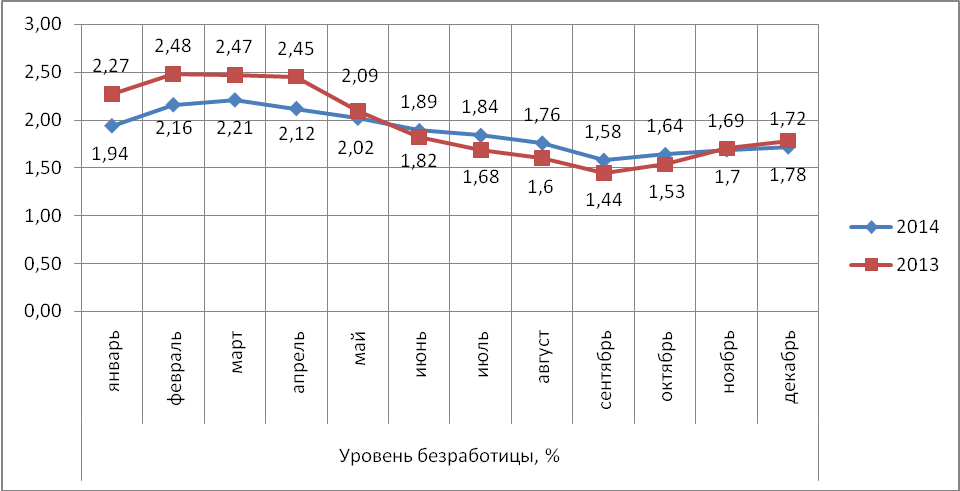 3,00
2,50
2,00
1,50
1,00
0,50
0,00
2,27 2,48 2,47 2,45 2,09 1,89 1,84 1,76 1,58 1,64 1,69 1,72
1,94 2,16 2,21 2,12 2,02 1,82 1,68 1,6 1,44 1,53 1,7 1,78
январь
февраль
март
апрель
май
июнь
июль
август
сентябрь
октябрь
ноябрь
декабрь
Уровень безработицы, %
2014
2013